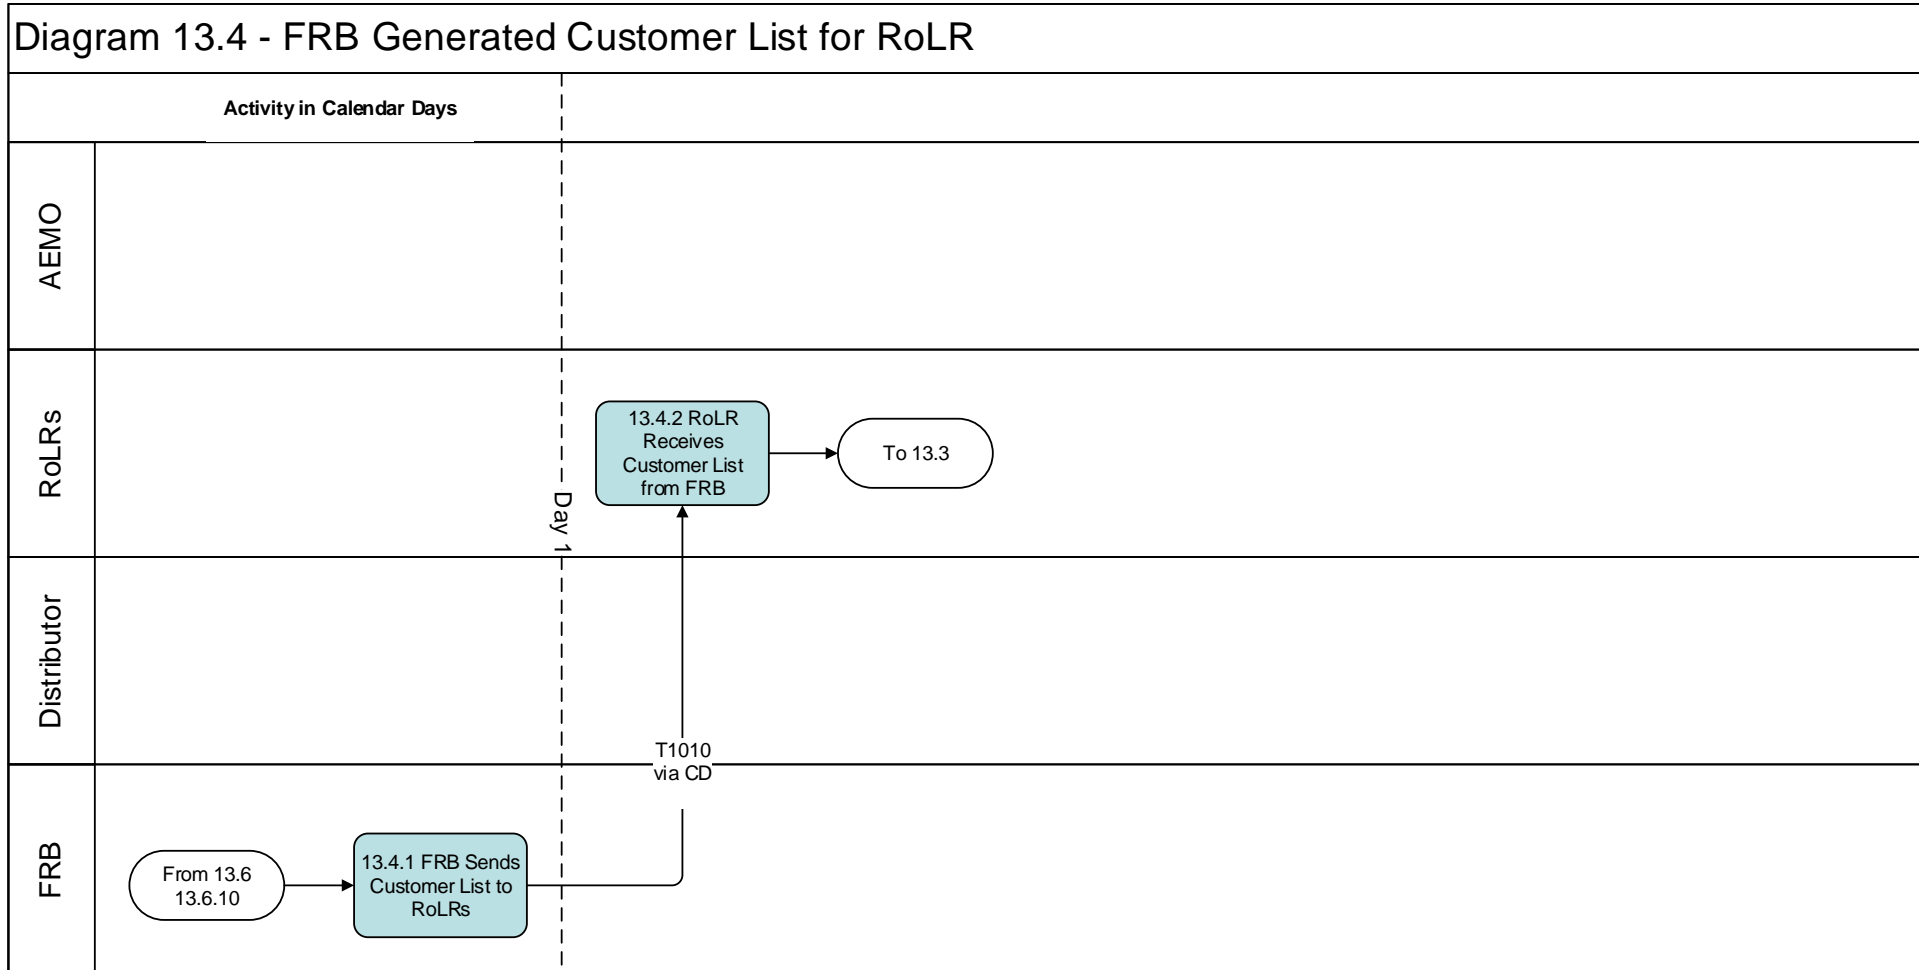 Diagram 13.4 - FRB Generated Customer List for RoLR
Activity in Calendar Days
AEMO
RoLRs
13.4.2 RoLR
Receives
Customer List
from FRB
To 13.3
Day 1
Distributor
T1010
via CD
FRB
From 13.6
13.6.10
13.4.1 FRB Sends
Customer List to
RoLRs